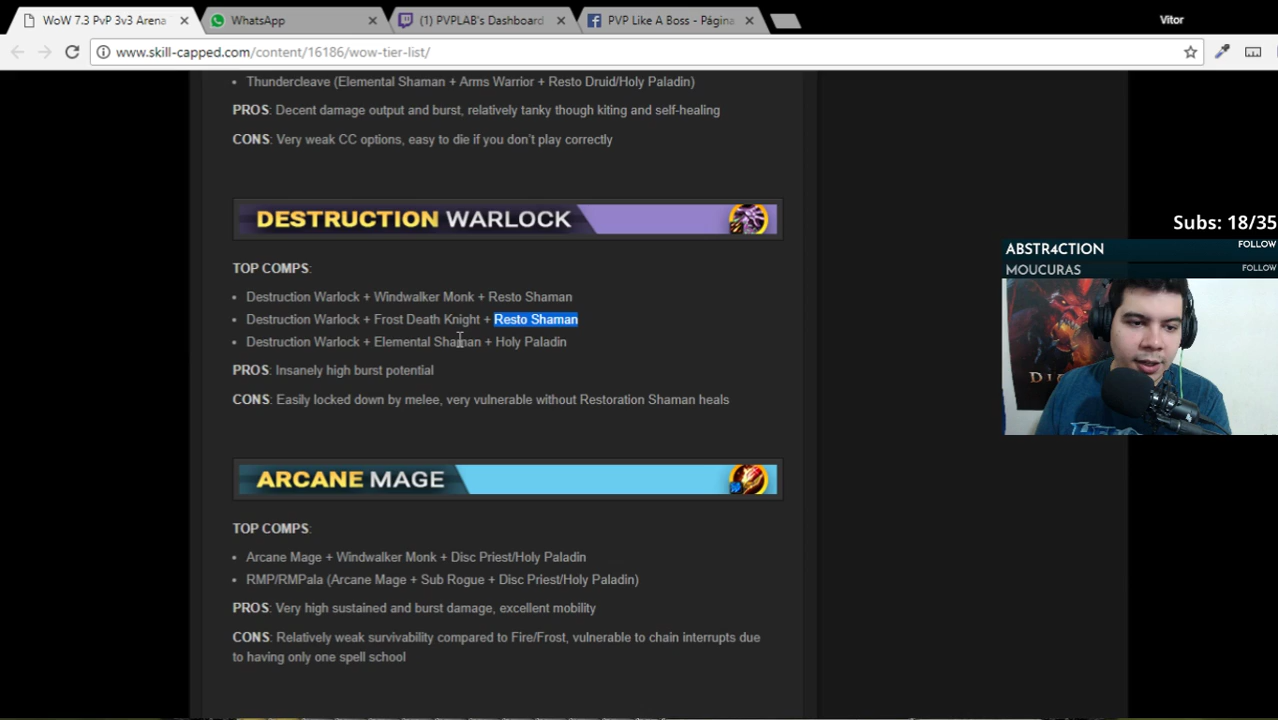 WoW 7.3 PvP 3v3 Arena
WhatsApp
(1) PVPLAB's Dashboard
PVP Like A Boss - Página
Vitor
www.skill-capped.com/content/16186/wow-tier-list/
• Thundercleave (Elemental Shaman + Arms Warrior + Resto Druid/Holy Paladin)
PROS: Decent damage output and burst, relatively tanky though kiting and self-healing
CONS: Very weak CC options, easy to die if you don't play correctly
DESTRUCTION WARLOCK
TOP COMPS:
• Destruction Warlock + Windwalker Monk + Resto Shaman
• Destruction Warlock + Frost Death Knight + Resto Shaman
• Destruction Warlock + Elemental Shaman + Holy Paladin
PROS: Insanely high burst potential
CONS: Easily locked down by melee, very vulnerable without Restoration Shaman heals
ARCANE MAGE
TOP COMPS:
• Arcane Mage + Windwalker Monk + Disc Priest/Holy Paladin
• RMP/RMPala (Arcane Mage + Sub Rogue + Disc Priest/Holy Paladin)
PROS: Very high sustained and burst damage, excellent mobility
CONS: Relatively weak survivability compared to Fire/Frost, vulnerable to chain interrupts due
to having only one spell school
Subs: 18/35
ABSTR4CTION FOLLOW
MOUCURAS FOLLOW